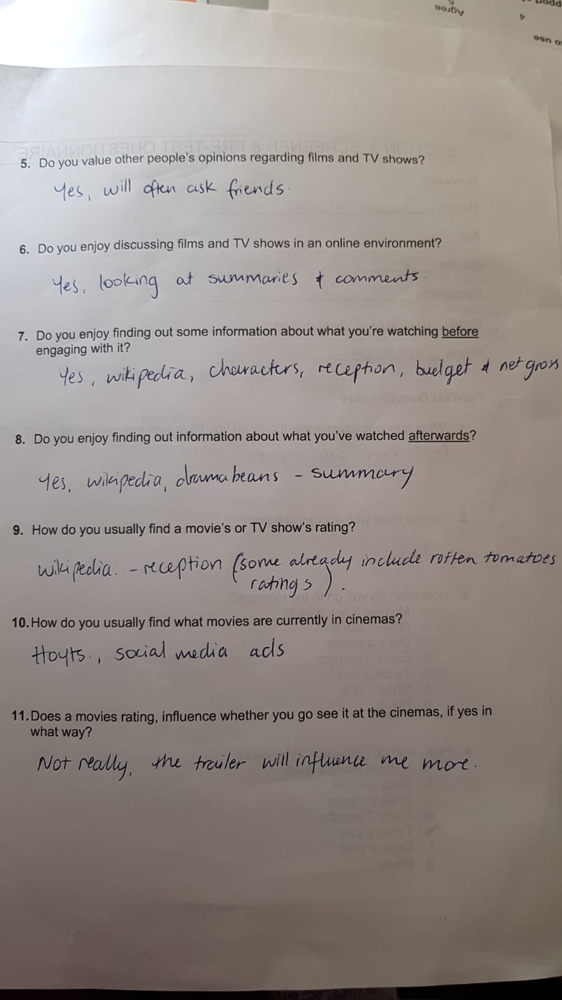 Agree
5
4
5. Do you value other people's opinions regarding films and TV shows?
Yes, will often ask friends.
6. Do you enjoy discussing films and TV shows in an online environment?
Yes, looking at summaries & comments.
7. Do you enjoy finding out some information about what you're watching before
engaging with it?
Yes, wikipedia, characters, reception, budget & net gross
8. Do you enjoy finding out information about what you've watched afterwards?
Yes, wikipedia, dramabeans - summary
9. How do you usually find a movie's or TV show's rating?
wikipedia. - reception (some already include rotten tomatoes
ratings).
10. How do you usually find what movies are currently in cinemas?
Hoyts., social media ads
11. Does a movies rating, influence whether you go see it at the cinemas, if yes in
what way?
Not really, the trailer will influence me more.